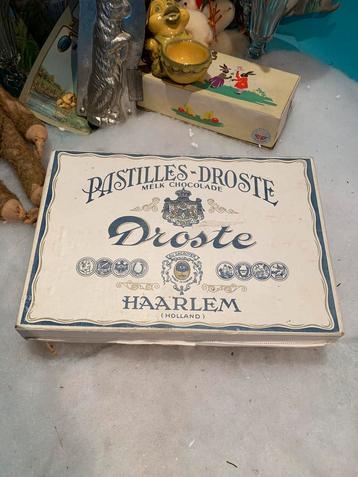 PASTILLES-DROSTE
MELK CHOCOLADE
Droste
HAARLEM
(HOLLAND)